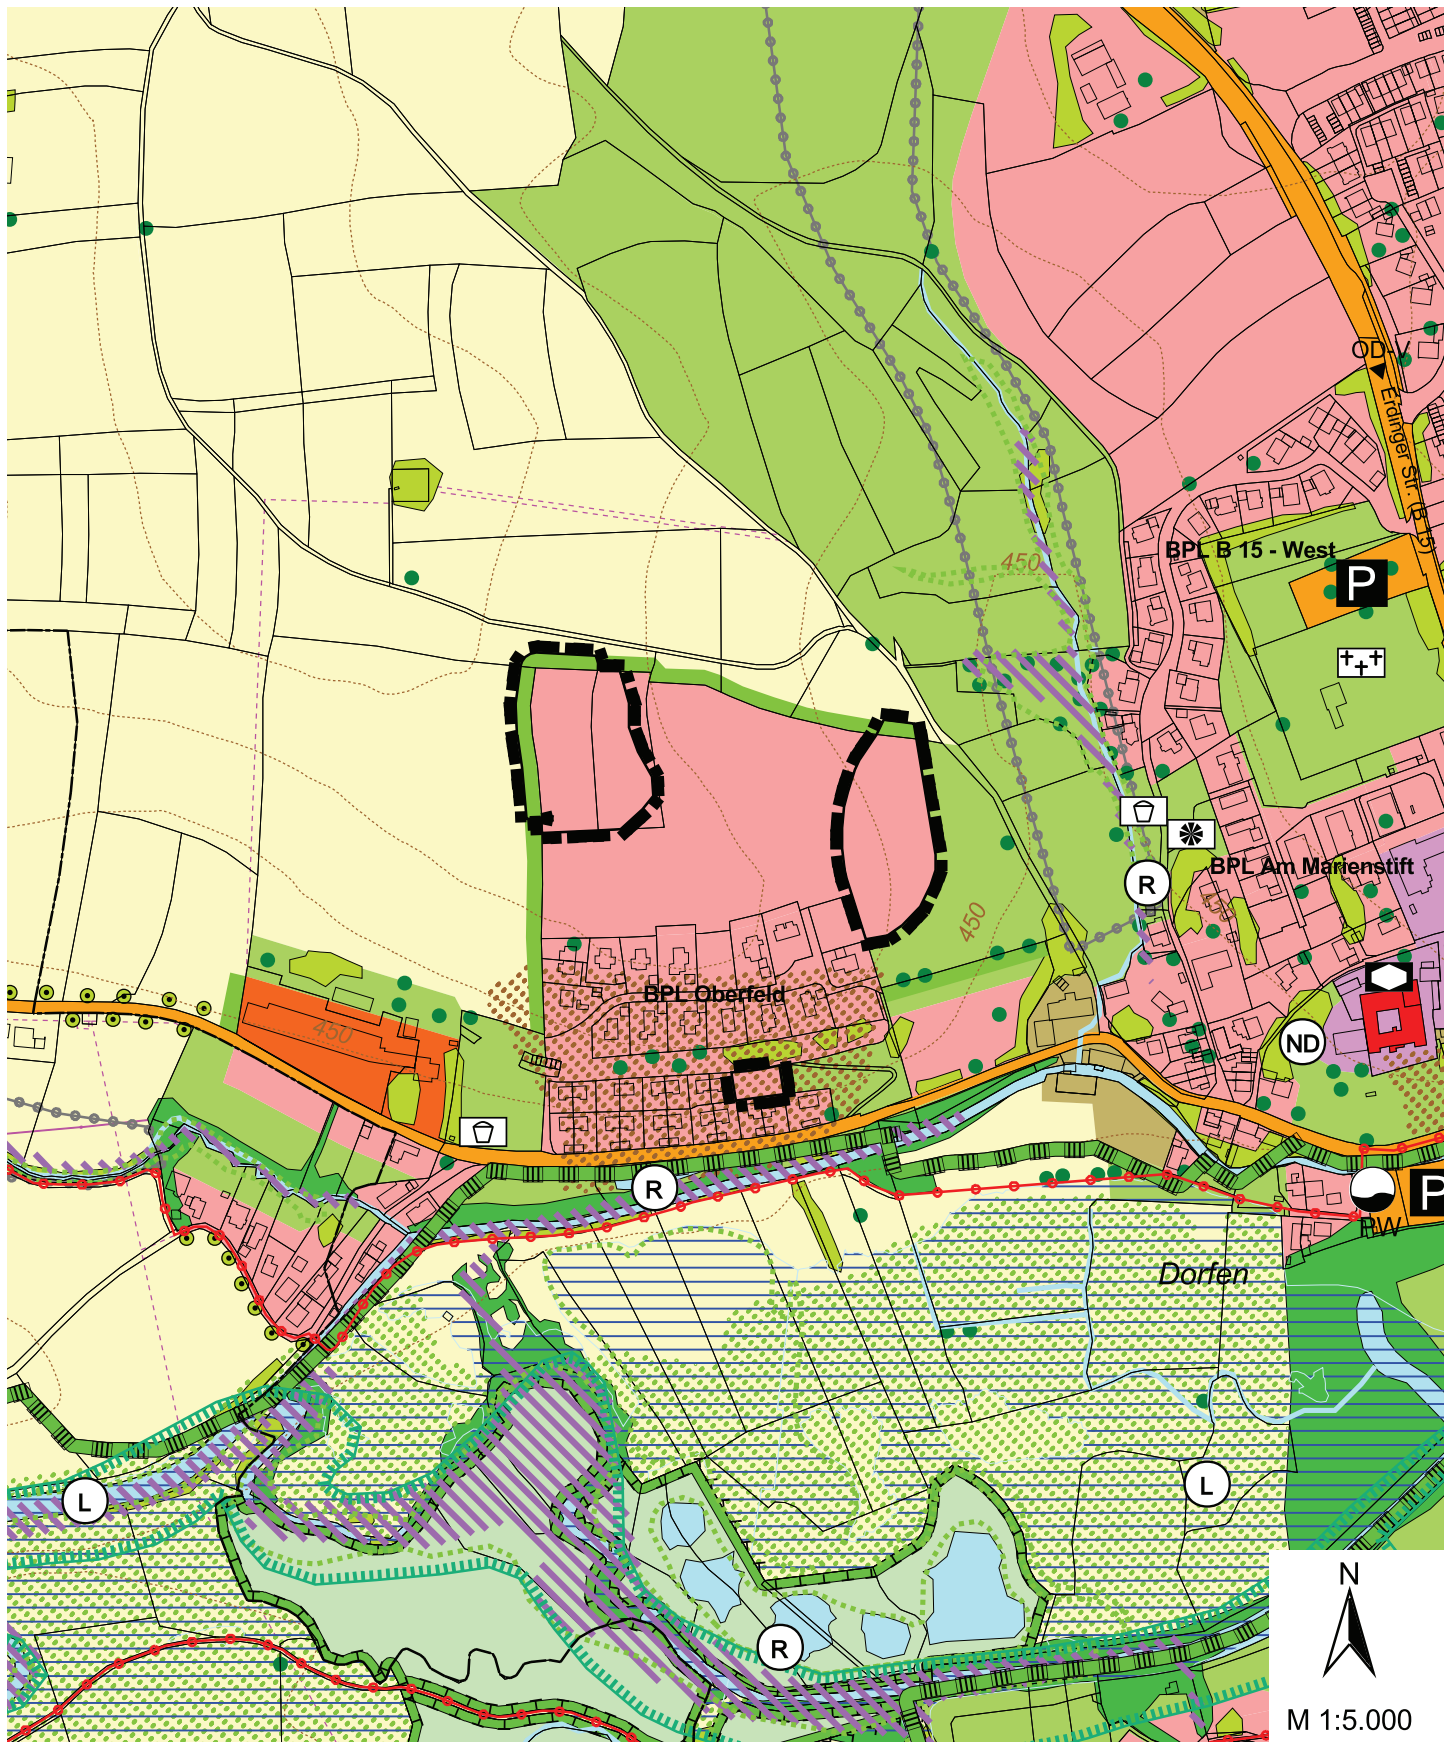 OD-V
Erdinger Str. (B 15)
BPL B 15 - West
P
450
BPL Am Marienstift
R
450
450
BPL Oberfeld
450
ND
R
P
RW
Dorfen
L
L
R
N
M 1:5.000